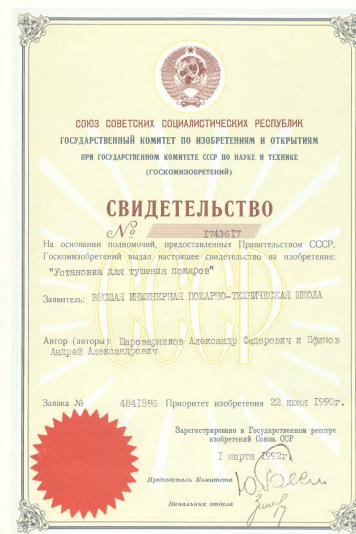 СОЮЗ СОВЕТСКИХ СОЦИАЛИСТИЧЕСКИХ РЕСПУБЛИК
ГОСУДАРСТВЕННЫЙ КОМИТЕТ ПО ИЗОБРЕТЕНИЯМ И ОТКРЫТИЯМ
ПРИ ГОСУДАРСТВЕННОМ КОМИТЕТЕ СССР ПО НАУКЕ И ТЕХНИКЕ
(ГОСКОМИЗОБРЕТЕНИЙ)
СВИДЕТЕЛЬСТВО
№ 1743617
На основании полномочий, предоставленных Правительством СССР,
Госкомизобретений выдал настоящее свидетельство на изобретение:
"Установка для тушения пожаров"
Заявитель: ВЫСШАЯ ИНЖЕНЕРНАЯ ПОЖАРНО-ТЕХНИЧЕСКАЯ ШКОЛА
СССР
Автор (авторы): Шароварников Александр Федорович и Ефимов
Андрей Александрович
Заявка № 4841598 Приоритет изобретения 22 июня 1990г.
Зарегистрировано в Государственном реестре
изобретений Союза ССР
1 марта 1992г.
Председатель Комитета
Начальник отдела